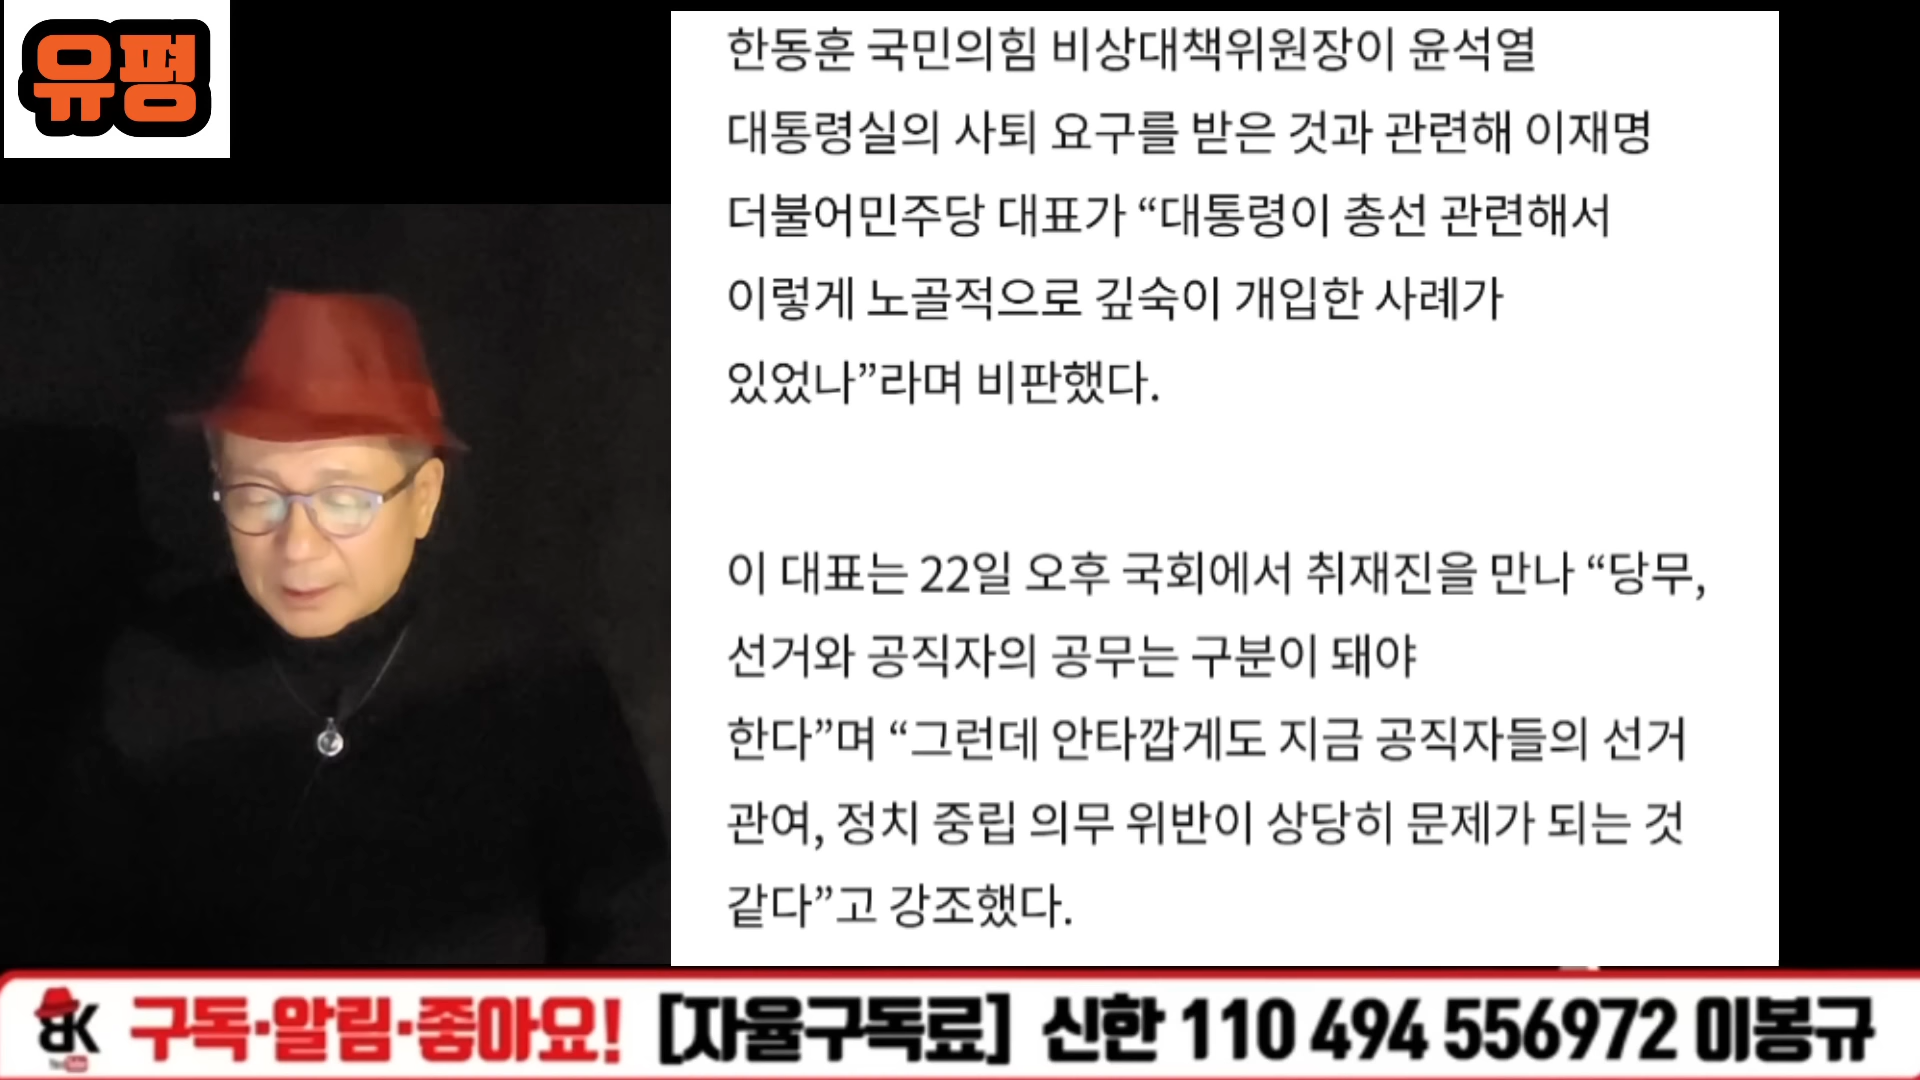 유평
한동훈 국민의힘 비상대책위원장이 윤석열
대통령실의 사퇴 요구를 받은 것과 관련해 이재명
더불어민주당 대표가 “대통령이 총선 관련해서
이렇게 노골적으로 깊숙이 개입한 사례가
있었나”라며 비판했다.
이 대표는 22일 오후 국회에서 취재진을 만나 “당무,
선거와 공직자의 공무는 구분이 돼야
한다”며 “그런데 안타깝게도 지금 공직자들의 선거
관여, 정치 중립 의무 위반이 상당히 문제가 되는 것
같다”고 강조했다.
BK 구독·알림·좋아요! [자율구독료] 신한 110 494 556972 이봉규